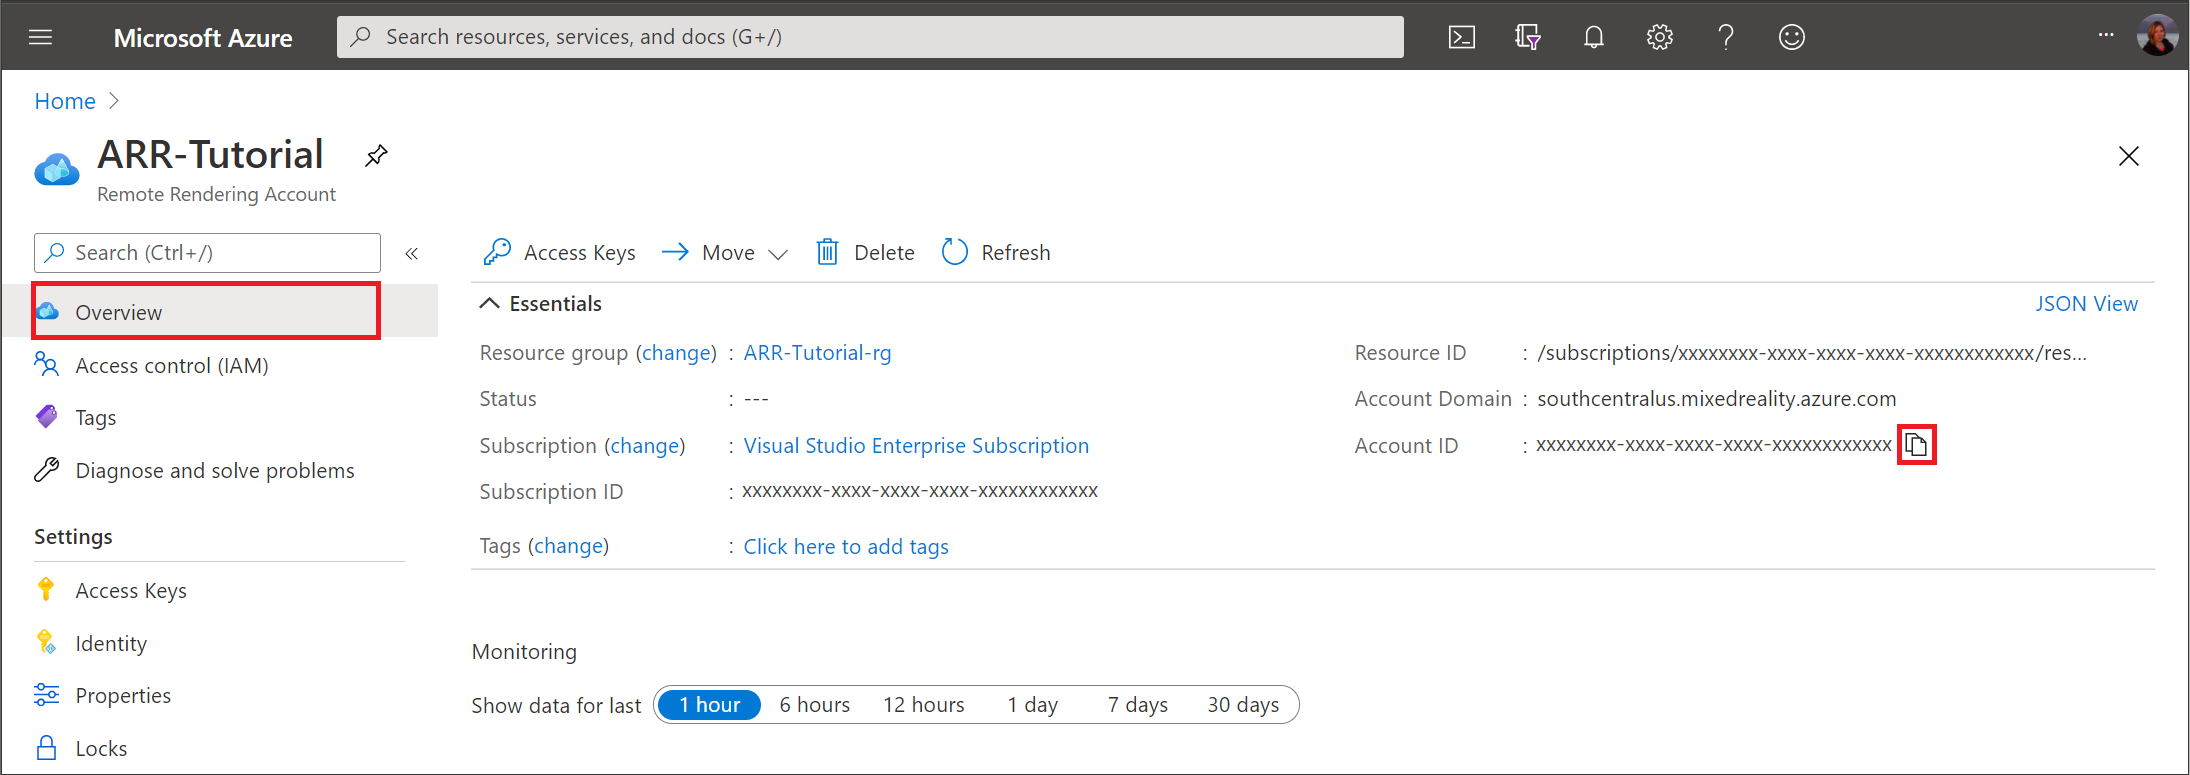 Microsoft Azure
Search resources, services, and docs (G+/)
Home
ARR-Tutorial
Remote Rendering Account
Search (Ctrl+/)
«
Access Keys
Move
Delete
Refresh
Overview
Access control (IAM)
Tags
Diagnose and solve problems
Settings
Access Keys
Identity
Properties
Locks
Essentials
JSON View
Resource group (change) : ARR-Tutorial-rg
Status : ---
Subscription (change) : Visual Studio Enterprise Subscription
Subscription ID : xxxxxxxx-xxxx-xxxx-xxxx-xxxxxxxxxxxx
Tags (change) : Click here to add tags
Resource ID : /subscriptions/xxxxxxxx-xxxx-xxxx-xxxx-xxxxxxxxxxxx/res...
Account Domain : southcentralus.mixedreality.azure.com
Account ID : xxxxxxxx-xxxx-xxxx-xxxx-xxxxxxxxxxxx
Monitoring
Show data for last 1 hour 6 hours 12 hours 1 day 7 days 30 days